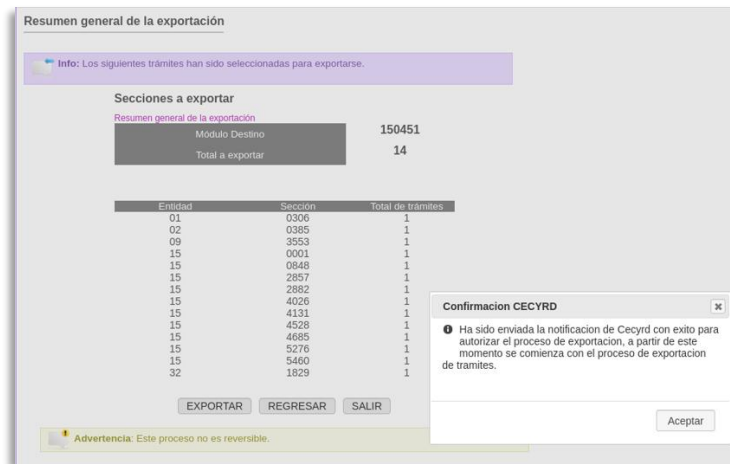 Resumen general de la exportación
Info: Los siguientes trámites han sido seleccionadas para exportarse.
Secciones a exportar
Resumen general de la exportación
Módulo Destino 150451
Total a exportar 14
Entidad Sección Total de trámites
01 0306 1
02 0385 1
09 3553 1
15 0001 1
15 0848 1
15 2857 1
15 2882 1
15 4026 1
15 4131 1
15 4528 1
15 4685 1
15 5276 1
15 5460 1
32 1829 1
EXPORTAR REGRESAR SALIR
Advertencia: Este proceso no es reversible.
Confirmacion CECYRD
Ha sido enviada la notificacion de Cecyrd con exito para
autorizar el proceso de exportacion, a partir de este
momento se comienza con el proceso de exportacion
de tramites.
Aceptar